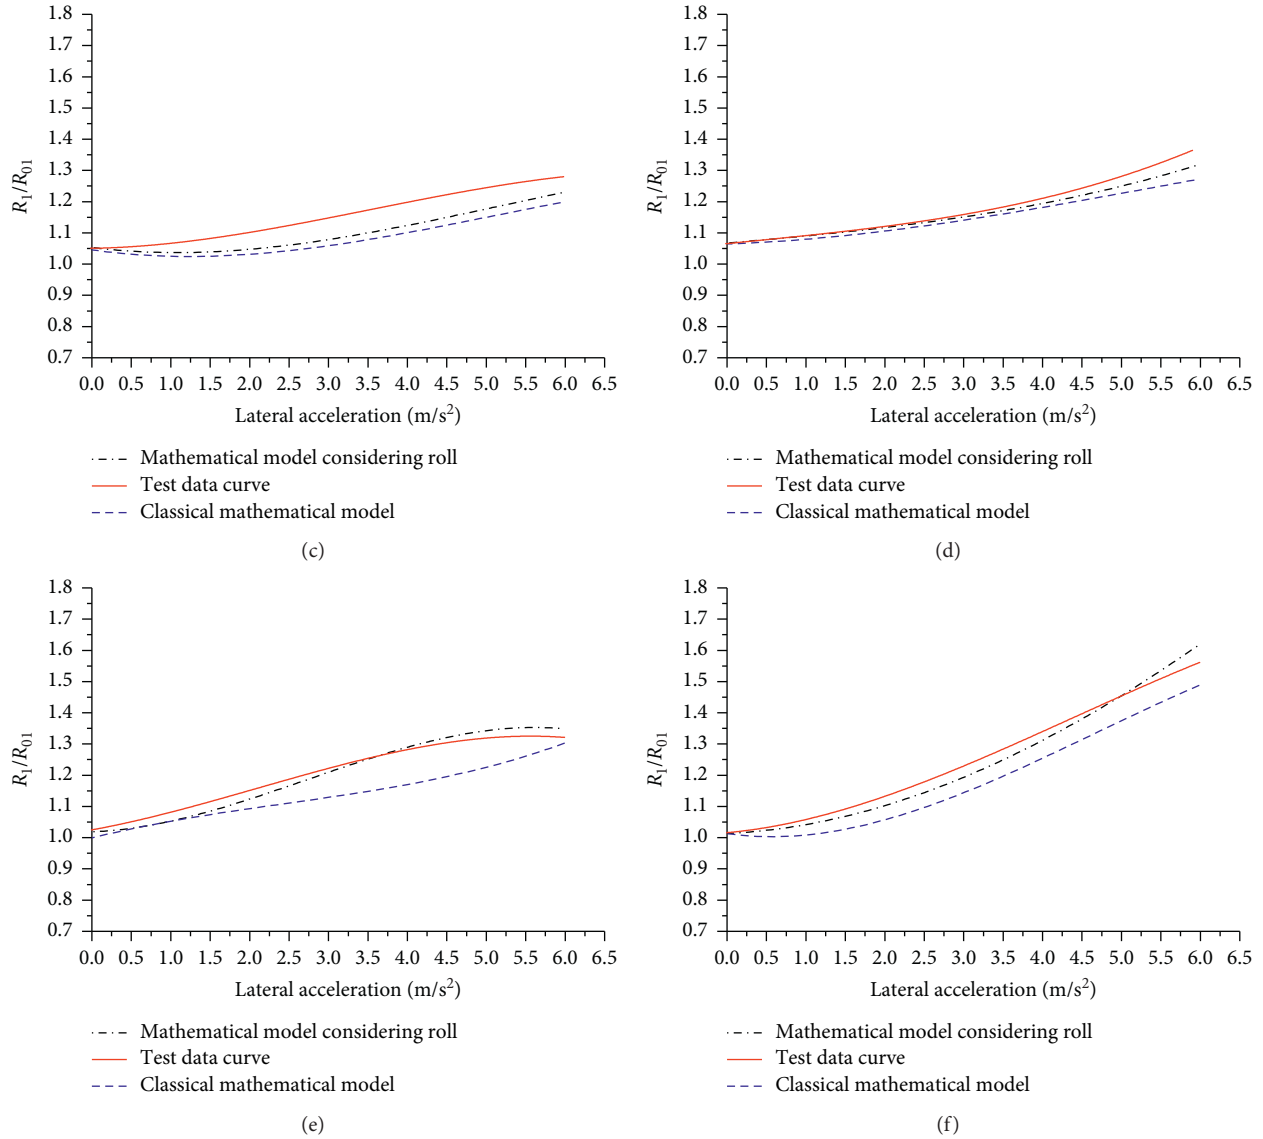 1.8
1.7
1.6
1.5
1.4
1.3
1.2
1.1
1.0
0.9
0.8
0.7
R1/R01
0.0 0.5 1.0 1.5 2.0 2.5 3.0 3.5 4.0 4.5 5.0 5.5 6.0 6.5
Lateral acceleration (m/s²)
Mathematical model considering roll
Test data curve
Classical mathematical model
(c)
1.8
1.7
1.6
1.5
1.4
1.3
1.2
1.1
1.0
0.9
0.8
0.7
R1/R01
0.0 0.5 1.0 1.5 2.0 2.5 3.0 3.5 4.0 4.5 5.0 5.5 6.0 6.5
Lateral acceleration (m/s²)
Mathematical model considering roll
Test data curve
Classical mathematical model
(d)
1.8
1.7
1.6
1.5
1.4
1.3
1.2
1.1
1.0
0.9
0.8
0.7
R1/R01
0.0 0.5 1.0 1.5 2.0 2.5 3.0 3.5 4.0 4.5 5.0 5.5 6.0 6.5
Lateral acceleration (m/s²)
Mathematical model considering roll
Test data curve
Classical mathematical model
(e)
1.8
1.7
1.6
1.5
1.4
1.3
1.2
1.1
1.0
0.9
0.8
0.7
R1/R01
0.0 0.5 1.0 1.5 2.0 2.5 3.0 3.5 4.0 4.5 5.0 5.5 6.0 6.5
Lateral acceleration (m/s²)
Mathematical model considering roll
Test data curve
Classical mathematical model
(f)